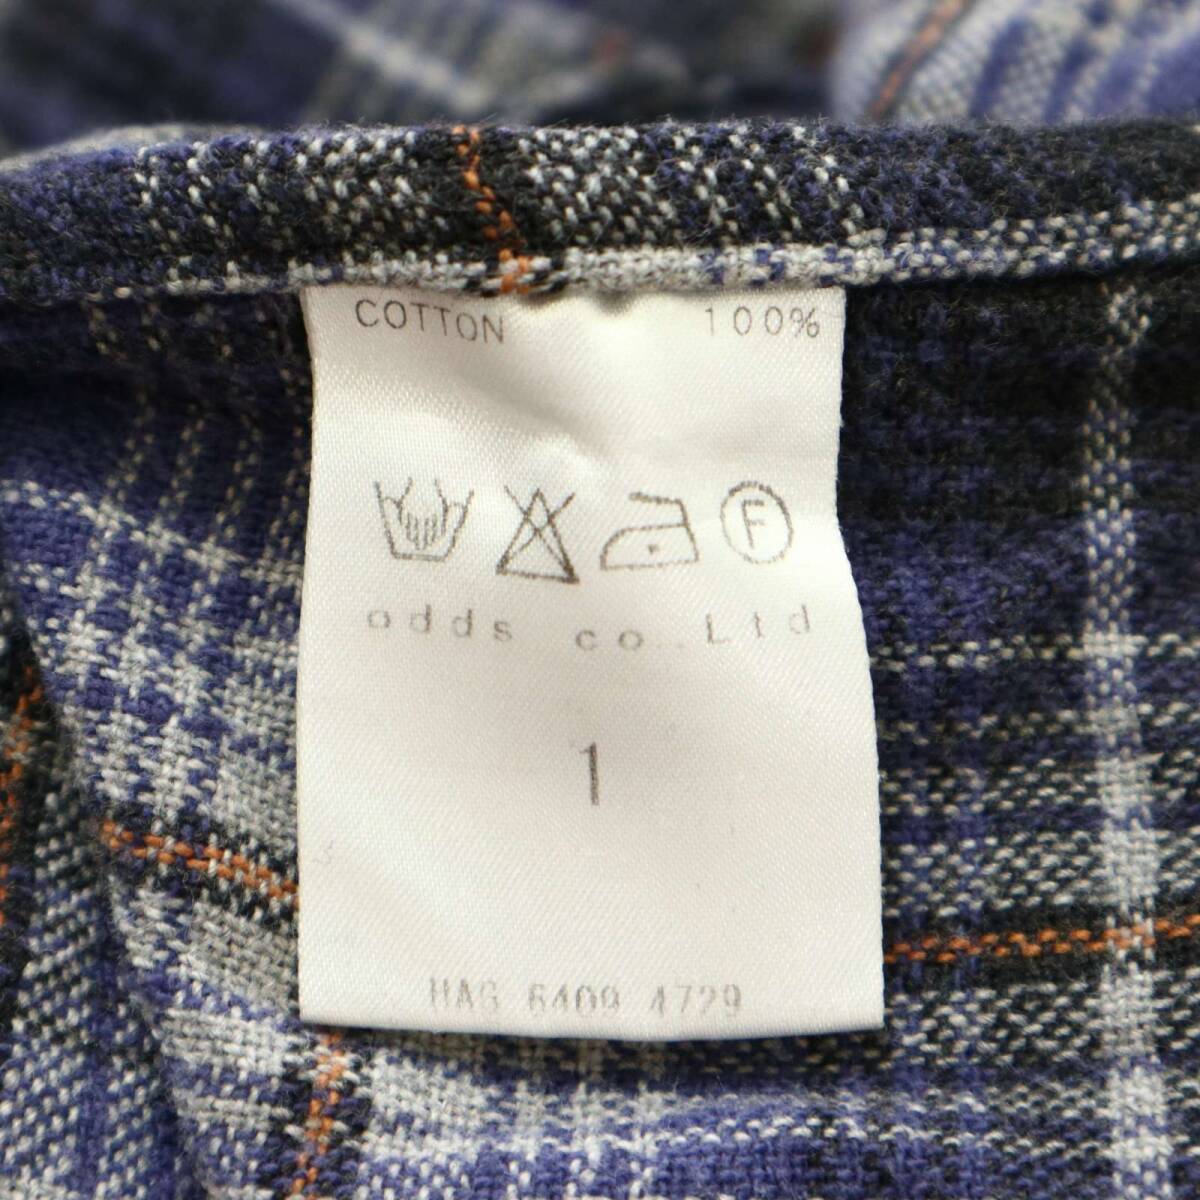 COTTON 100%
F
odds co.,Ltd
1
HAG 6409 4729